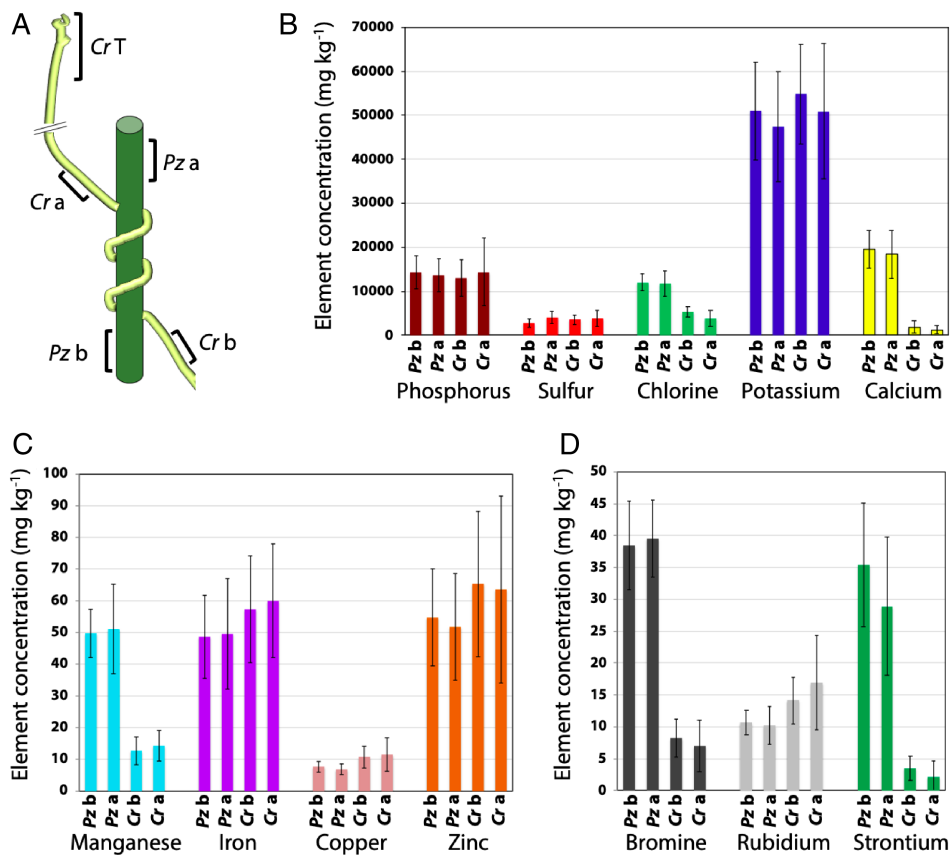 A
Cr T
Pz a
Cr a
Pz b
Cr b
B
Element concentration (mg kg-1)
70000
60000
50000
40000
30000
20000
10000
0
Pz b Pz a Cr b Cr a Pz b Pz a Cr b Cr a Pz b Pz a Cr b Cr a Pz b Pz a Cr b Cr a Pz b Pz a Cr b Cr a
Phosphorus Sulfur Chlorine Potassium Calcium
C
Element concentration (mg kg-1)
100
90
80
70
60
50
40
30
20
10
0
Pz b Pz a Cr b Cr a Pz b Pz a Cr b Cr a Pz b Pz a Cr b Cr a Pz b Pz a Cr b Cr a
Manganese Iron Copper Zinc
D
Element concentration (mg kg-1)
50
45
40
35
30
25
20
15
10
5
0
Pz b Pz a Cr b Cr a Pz b Pz a Cr b Cr a Pz b Pz a Cr b Cr a
Bromine Rubidium Strontium